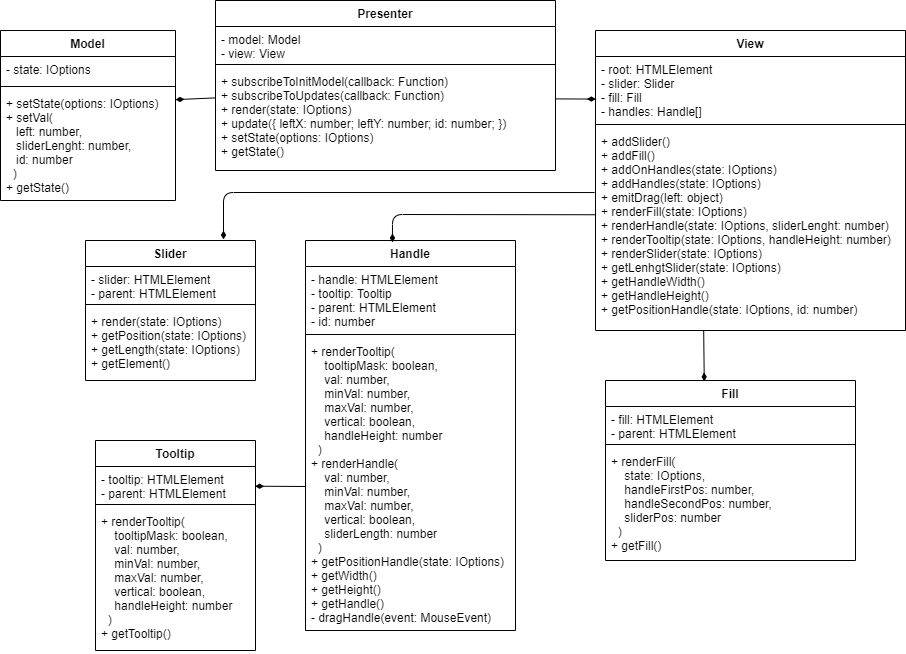 Presenter
- model: Model
- view: View
+ subscribeToInitModel(callback: Function)
+ subscribeToUpdates(callback: Function)
+ render(state: IOptions)
+ update({ leftX: number; leftY: number; id: number; })
+ setState(options: IOptions)
+ getState()
Model
- state: IOptions
+ setState(options: IOptions)
+ setVal(
left: number,
sliderLenght: number,
id: number
)
+ getState()
View
- root: HTMLElement
- slider: Slider
- fill: Fill
- handles: Handle[]
+ addSlider()
+ addFill()
+ addOnHandles(state: IOptions)
+ addHandles(state: IOptions)
+ emitDrag(left: object)
+ renderFill(state: IOptions)
+ renderHandle(state: IOptions, sliderLenght: number)
+ renderTooltip(state: IOptions, handleHeight: number)
+ renderSlider(state: IOptions)
+ getLenhgtSlider(state: IOptions)
+ getHandleWidth()
+ getHandleHeight()
+ getPositionHandle(state: IOptions, id: number)
Slider
- slider: HTMLElement
- parent: HTMLElement
+ render(state: IOptions)
+ getPosition(state: IOptions)
+ getLength(state: IOptions)
+ getElement()
Handle
- handle: HTMLElement
- tooltip: Tooltip
- parent: HTMLElement
- id: number
+ renderTooltip(
tooltipMask: boolean,
val: number,
minVal: number,
maxVal: number,
vertical: boolean,
handleHeight: number
)
+ renderHandle(
val: number,
minVal: number,
maxVal: number,
vertical: boolean,
sliderLength: number
)
+ getPositionHandle(state: IOptions)
+ getWidth()
+ getHeight()
+ getHandle()
- dragHandle(event: MouseEvent)
Fill
- fill: HTMLElement
- parent: HTMLElement
+ renderFill(
state: IOptions,
handleFirstPos: number,
handleSecondPos: number,
sliderPos: number
)
+ getFill()
Tooltip
- tooltip: HTMLElement
- parent: HTMLElement
+ renderTooltip(
tooltipMask: boolean,
val: number,
minVal: number,
maxVal: number,
vertical: boolean,
handleHeight: number
)
+ getTooltip()